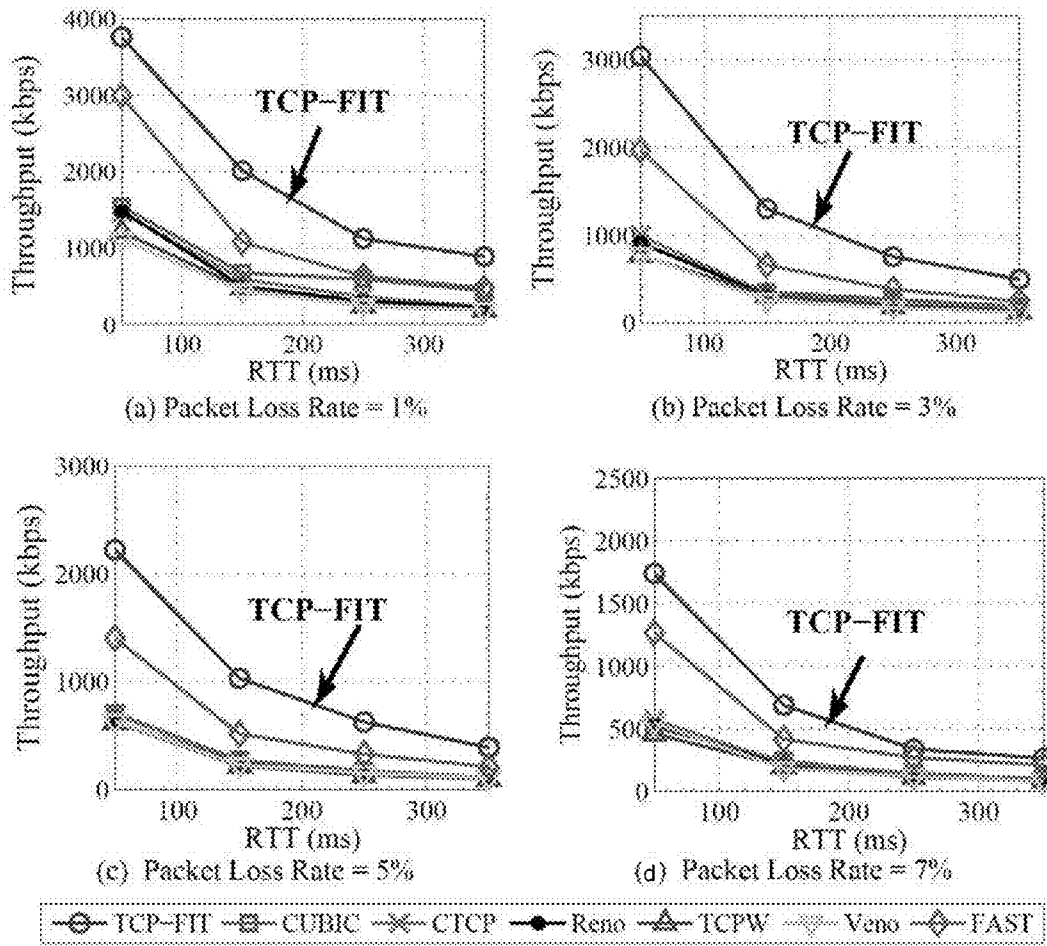 4000
3000
2000
1000
0
Throughput (kbps)
TCP-FIT
100
200
300
RTT (ms)
(a) Packet Loss Rate = 1%
3000
2000
1000
0
Throughput (kbps)
TCP-FIT
100
200
300
RTT (ms)
(b) Packet Loss Rate = 3%
3000
2000
1000
0
Throughput (kbps)
TCP-FIT
100
200
300
RTT (ms)
(c) Packet Loss Rate = 5%
2500
2000
1500
1000
500
0
Throughput (kbps)
TCP-FIT
100
200
300
RTT (ms)
(d) Packet Loss Rate = 7%
TCP-FIT CUBIC CTCP Reno TCPW Veno FAST